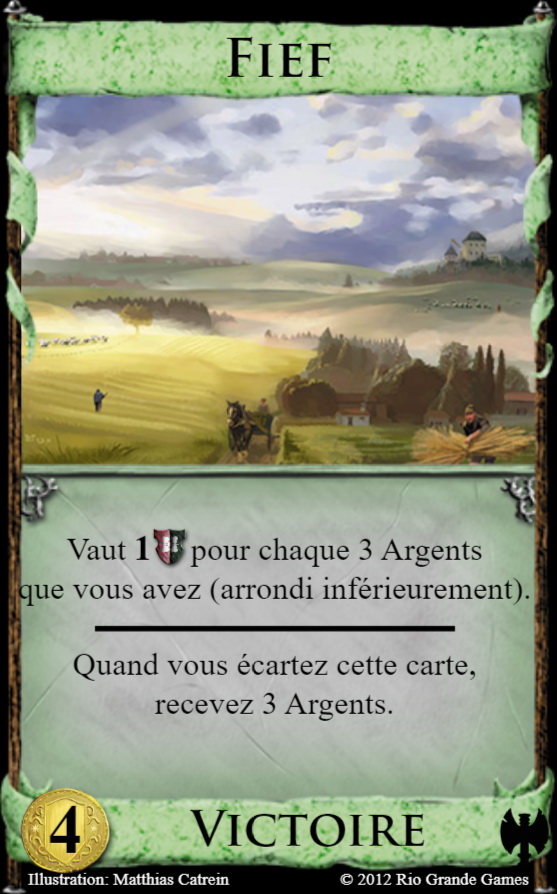 FIEF
Vaut 1 pour chaque 3 Argents
que vous avez (arrondi inférieurement).
Quand vous écartez cette carte,
recevez 3 Argents.
4
VICTOIRE
Illustration: Matthias Catrein
© 2012 Rio Grande Games